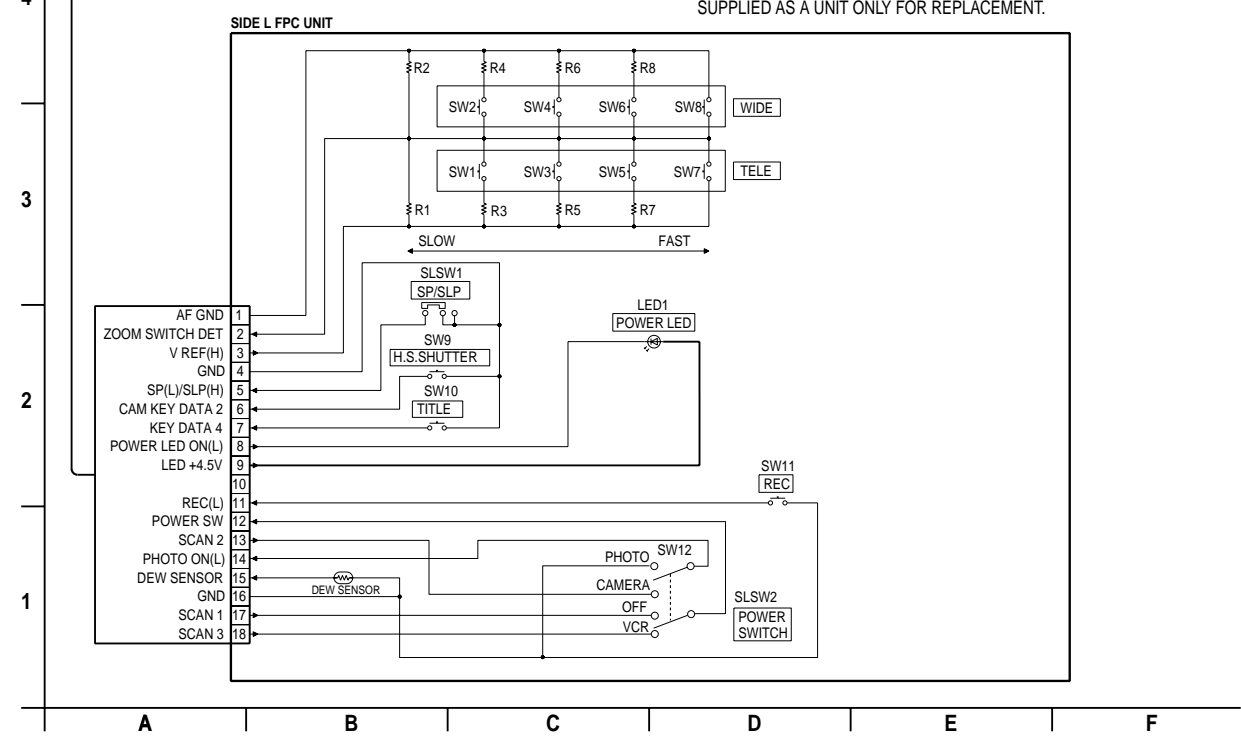 4
SUPPLIED AS A UNIT ONLY FOR REPLACEMENT.
SIDE L FPC UNIT
R2 R4 R6 R8
SW2 SW4 SW6 SW8 WIDE
SW1 SW3 SW5 SW7 TELE
3
R1 R3 R5 R7
SLOW FAST
SLSW1
SP/SLP
LED1
POWER LED
AF GND 1
ZOOM SWITCH DET 2
SW9
V REF(H) 3
H.S.SHUTTER
GND 4
SP(L)/SLP(H) 5
SW10
2
CAM KEY DATA 2 6
TITLE
KEY DATA 4 7
POWER LED ON(L) 8
LED +4.5V 9
SW11
10
REC
REC(L) 11
POWER SW 12
SCAN 2 13
PHOTO ON(L) 14
PHOTO SW12
DEW SENSOR 15
DEW SENSOR
CAMERA
GND 16
1
SLSW2
OFF
SCAN 1 17
POWER
SWITCH
VCR
SCAN 3 18
A B C D E F